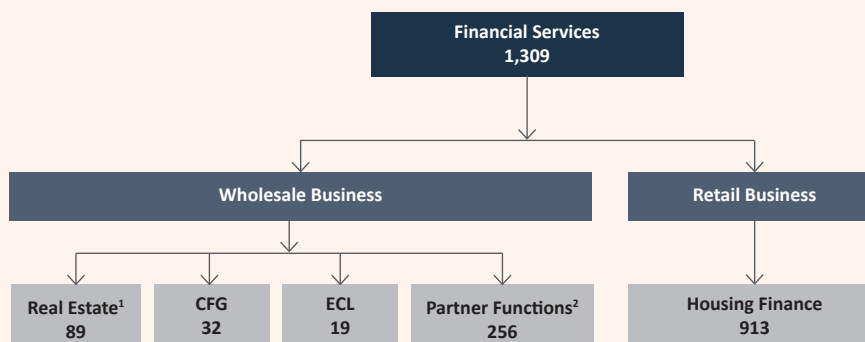 Financial Services
1,309
Wholesale Business
Retail Business
Real Estate¹
89
CFG
32
ECL
19
Partner Functions²
256
Housing Finance
913